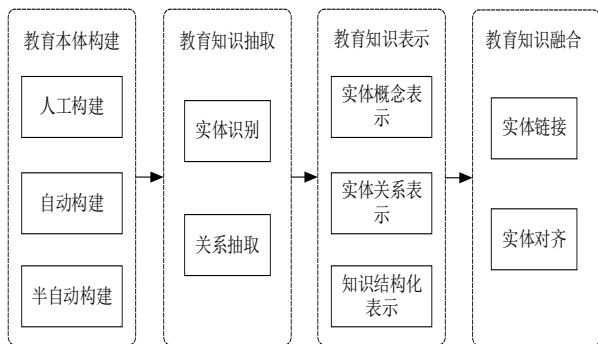 教育本体构建
人工构建
自动构建
半自动构建
教育知识抽取
实体识别
关系抽取
教育知识表示
实体概念表
示
实体关系表
示
知识结构化
表示
教育知识融合
实体链接
实体对齐